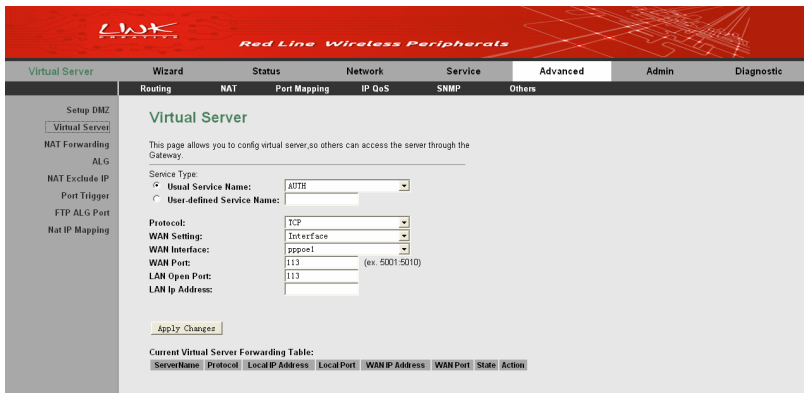 LINK
CREATIVE
Red Line Wireless Peripherals
Virtual Server Wizard Status Network Service Advanced Admin Diagnostic
Routing NAT Port Mapping IP QoS SNMP Others
Setup DMZ
Virtual Server
NAT Forwarding
ALG
NAT Exclude IP
Port Trigger
FTP ALG Port
Nat IP Mapping
Virtual Server
This page allows you to config virtual server,so others can access the server through the
Gateway.
Service Type:
Usual Service Name: AUTH
User-defined Service Name:
Protocol: TCP
WAN Setting: Interface
WAN Interface: pppoe1
WAN Port: 113 (ex. 5001:5010)
LAN Open Port: 113
LAN Ip Address:
Apply Changes
Current Virtual Server Forwarding Table:
ServerName Protocol Local IP Address Local Port WAN IP Address WAN Port State Action